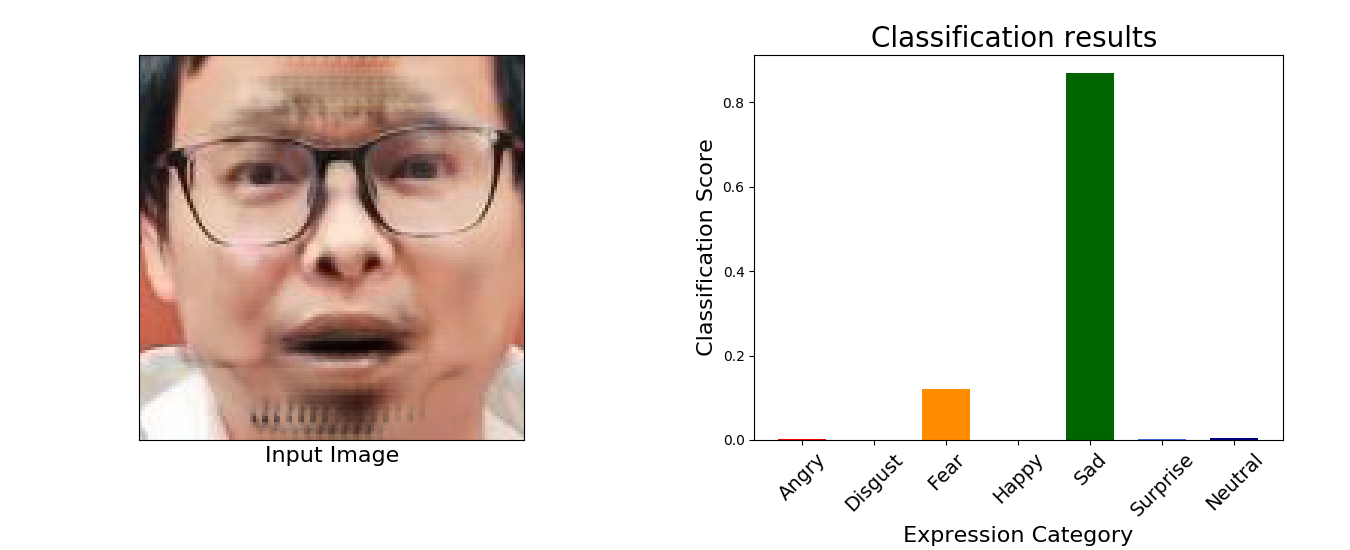 Input Image
Classification results
Classification Score
0.8
0.6
0.4
0.2
0.0
Angry
Disgust
Fear
Happy
Sad
Surprise
Neutral
Expression Category